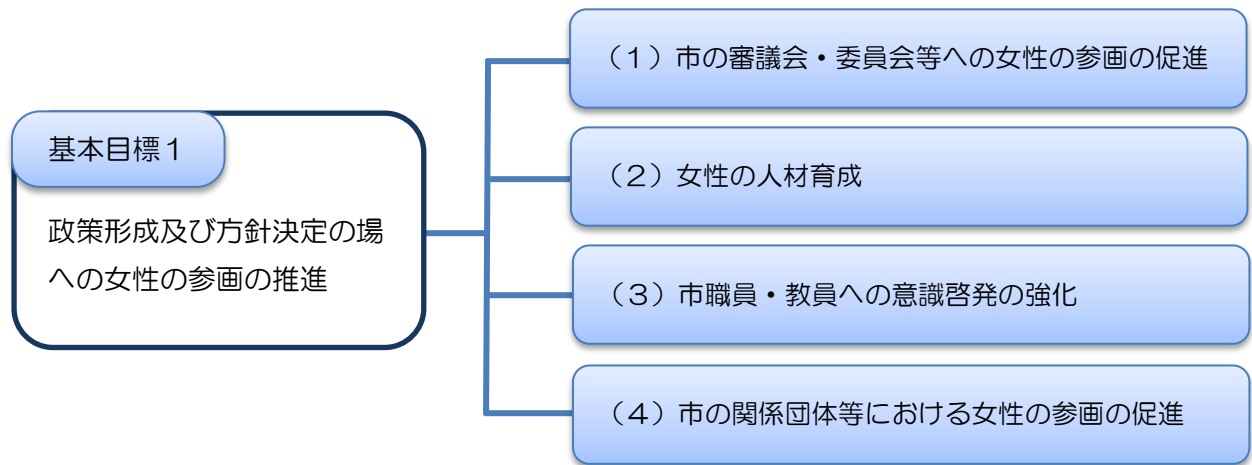 基本目標１
政策形成及び方針決定の場
への女性の参画の推進
（１）市の審議会・委員会等への女性の参画の促進
（２）女性の人材育成
（３）市職員・教員への意識啓発の強化
（４）市の関係団体等における女性の参画の促進